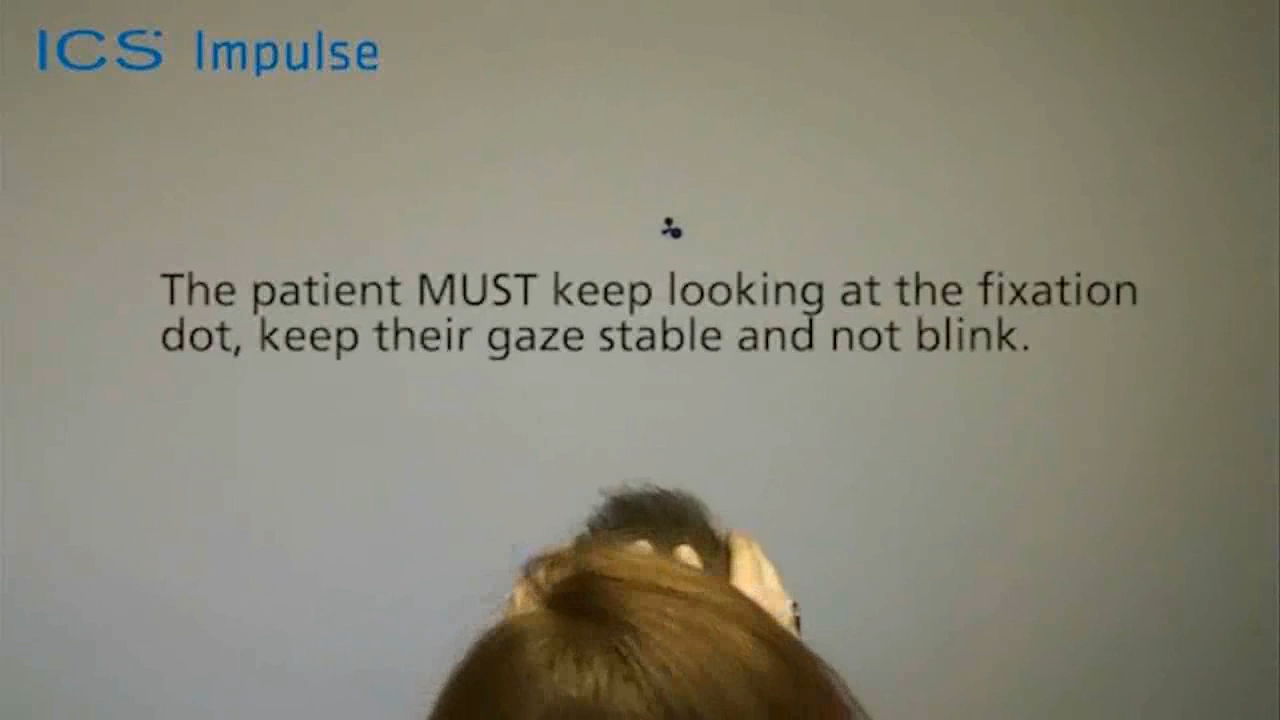 ICS Impulse
The patient MUST keep looking at the fixation
dot, keep their gaze stable and not blink.